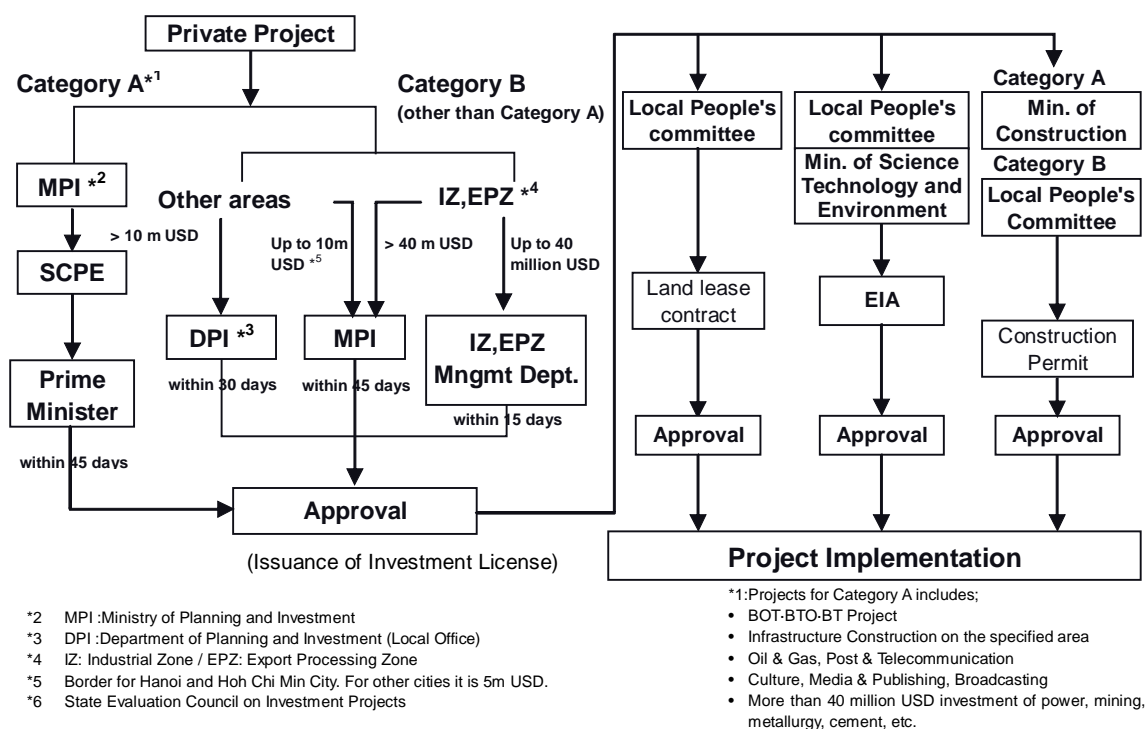 Private Project
Category A*1
Category B
(other than Category A)
MPI *2
Other areas
IZ,EPZ *4
> 10 m USD
Up to 10m
USD *5
> 40 m USD
Up to 40
million USD
SCPE
DPI *3
MPI
IZ,EPZ
Mngmt Dept.
within 30 days
within 45 days
within 15 days
Prime
Minister
within 45 days
Approval
(Issuance of Investment License)
Local People's
committee
Land lease
contract
Approval
Local People's
committee
Min. of Science
Technology and
Environment
EIA
Approval
Category A
Min. of
Construction
Category B
Local People's
Committee
Construction
Permit
Approval
Project Implementation
*2 MPI :Ministry of Planning and Investment
*3 DPI :Department of Planning and Investment (Local Office)
*4 IZ: Industrial Zone / EPZ: Export Processing Zone
*5 Border for Hanoi and Hoh Chi Min City. For other cities it is 5m USD.
*6 State Evaluation Council on Investment Projects
*1:Projects for Category A includes;
• BOT·BTO·BT Project
• Infrastructure Construction on the specified area
• Oil & Gas, Post & Telecommunication
• Culture, Media & Publishing, Broadcasting
• More than 40 million USD investment of power, mining,
metallurgy, cement, etc.